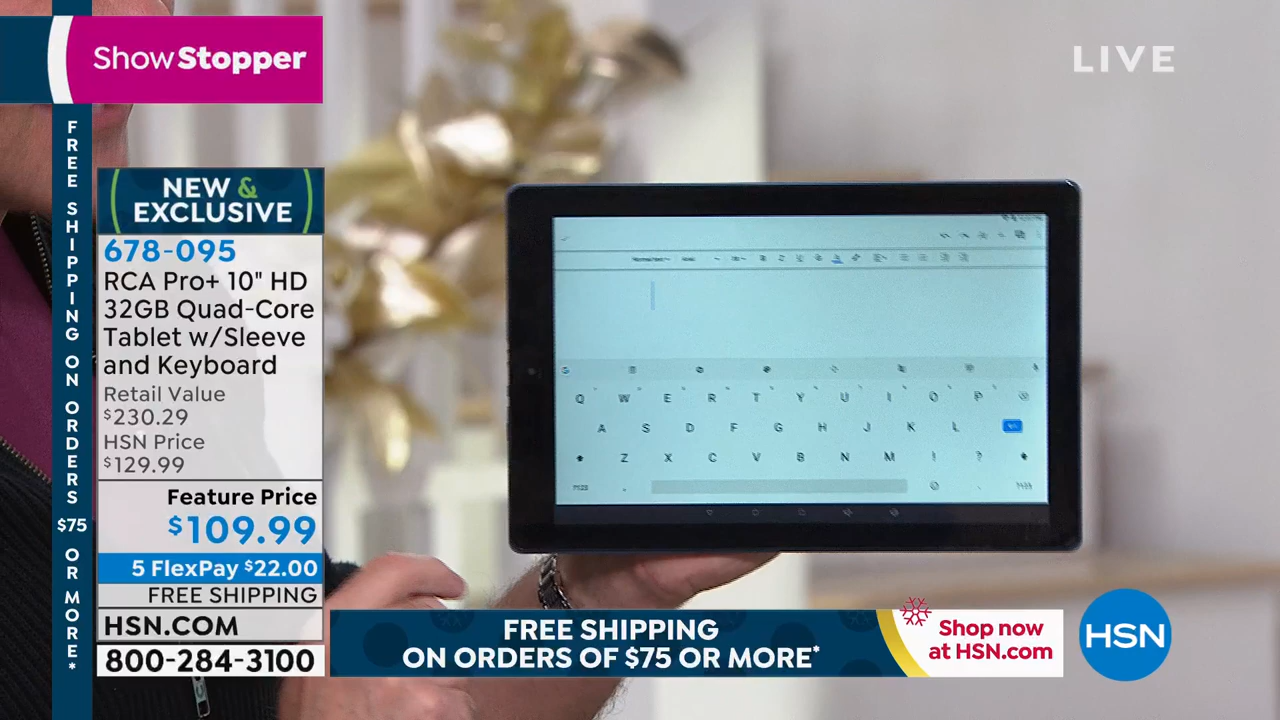 ShowStopper
LIVE
FREE SHIPPING ON ORDERS $75 OR MORE*
NEW &
EXCLUSIVE
678-095
RCA Pro+ 10" HD
32GB Quad-Core
Tablet w/Sleeve
and Keyboard
Retail Value
$230.29
HSN Price
$129.99
Feature Price
$109.99
5 FlexPay $22.00
FREE SHIPPING
HSN.COM
800-284-3100
Q W E R T Y U I O P
A S D F G H J K L
Z X C V B N M ! ?
?123 , . ?123
FREE SHIPPING
ON ORDERS OF $75 OR MORE*
Shop now
at HSN.com
HSN